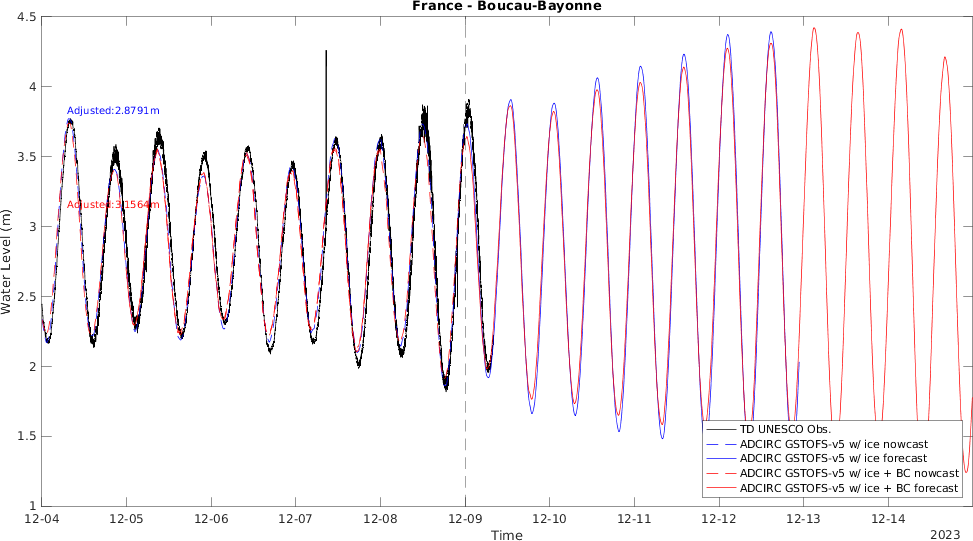 France - Boucau-Bayonne
4.5
4
3.5
3
2.5
2
1.5
1
Water Level (m)
Adjusted:2.8791m
Adjusted:3.1564m
TD UNESCO Obs.
ADCIRC GSTOFS-v5 w/ ice nowcast
ADCIRC GSTOFS-v5 w/ ice forecast
ADCIRC GSTOFS-v5 w/ ice + BC nowcast
ADCIRC GSTOFS-v5 w/ ice + BC forecast
12-04 12-05 12-06 12-07 12-08 12-09 12-10 12-11 12-12 12-13 12-14
Time
2023